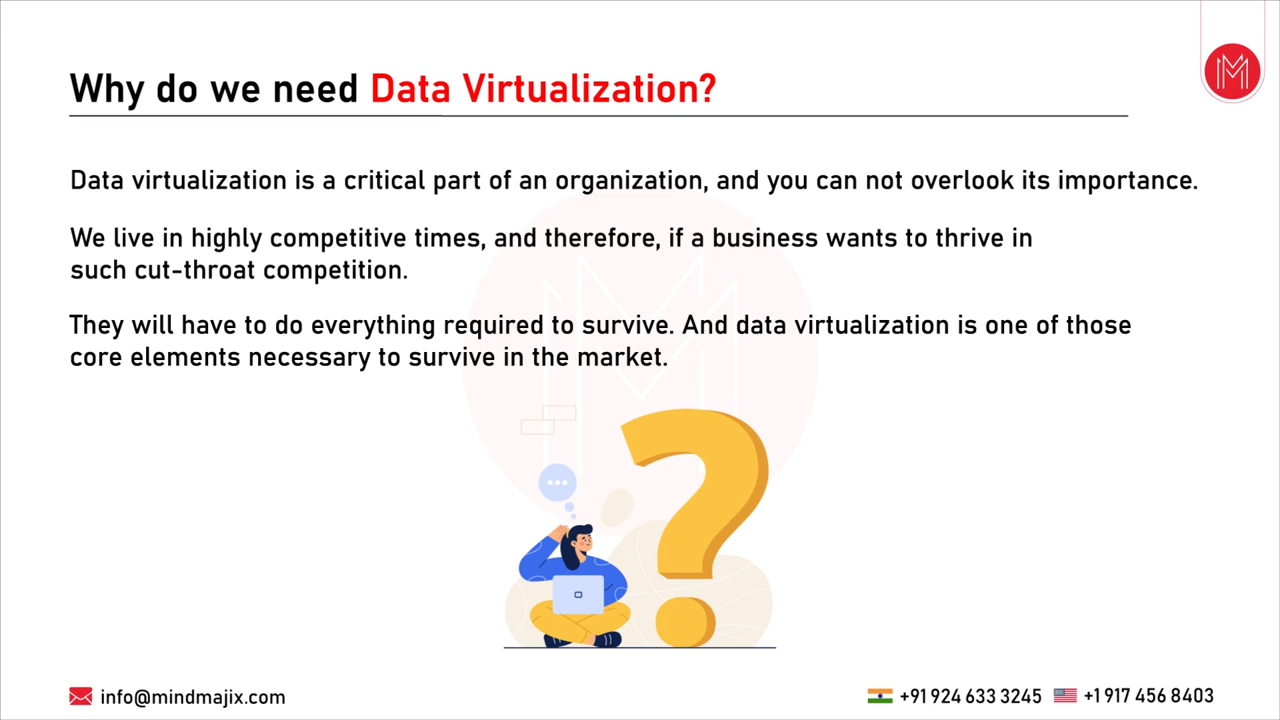 Why do we need Data Virtualization?
Data virtualization is a critical part of an organization, and you can not overlook its importance.
We live in highly competitive times, and therefore, if a business wants to thrive in
such cut-throat competition.
They will have to do everything required to survive. And data virtualization is one of those
core elements necessary to survive in the market.
info@mindmajix.com
+91 924 633 3245
+1 917 456 8403